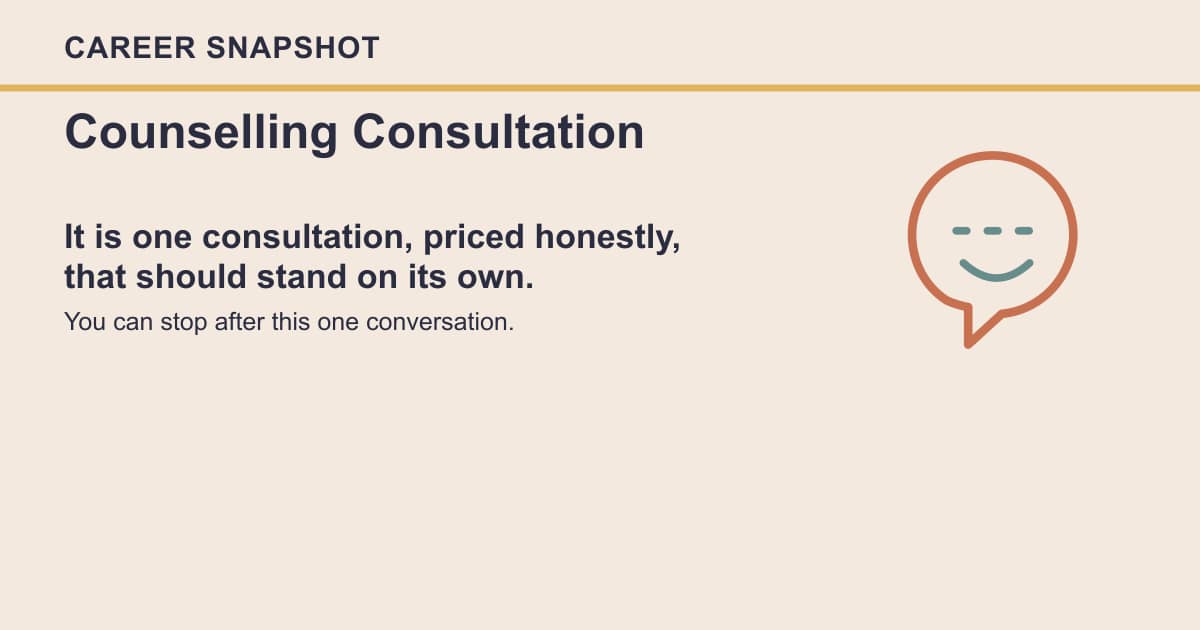 CAREER SNAPSHOT
Counselling Consultation
It is one consultation, priced honestly,
that should stand on its own.
You can stop after this one conversation.